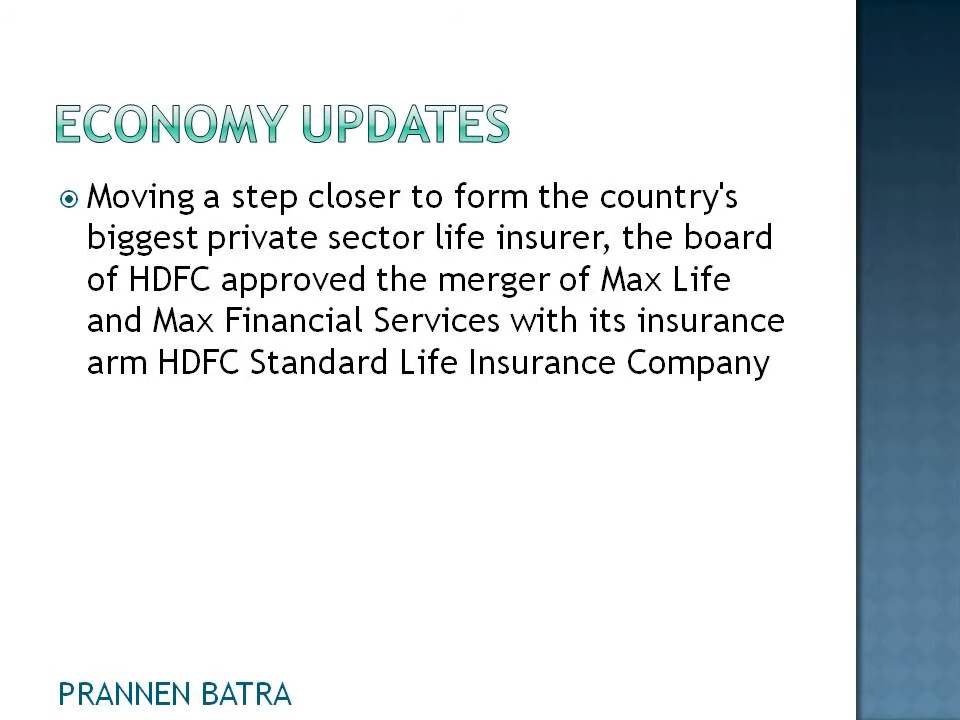 ECONOMY UPDATES
Moving a step closer to form the country's
biggest private sector life insurer, the board
of HDFC approved the merger of Max Life
and Max Financial Services with its insurance
arm HDFC Standard Life Insurance Company
PRANNEN BATRA